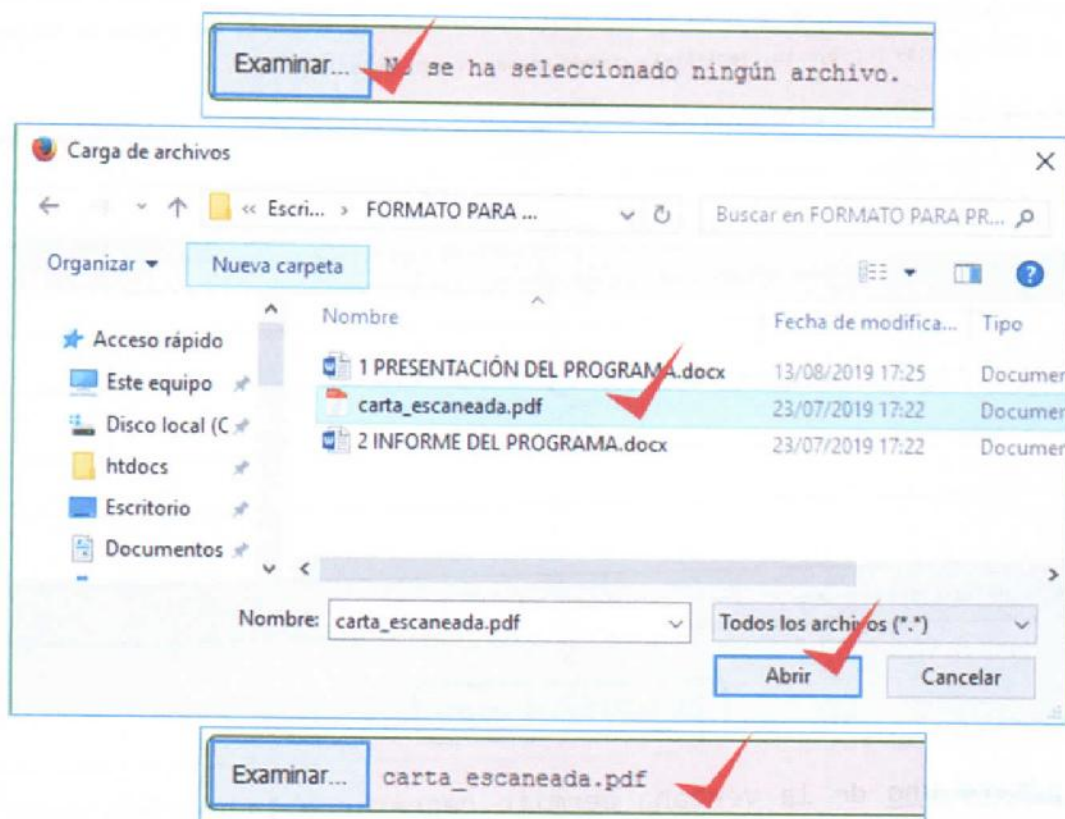 Examinar... No se ha seleccionado ningún archivo.
Carga de archivos
« Escri... › FORMATO PARA ...
Buscar en FORMATO PARA PR...
Organizar
Nueva carpeta
Nombre
Fecha de modifica...
Tipo
Acceso rápido
Este equipo
Disco local (C
htdocs
Escritorio
Documentos
1 PRESENTACIÓN DEL PROGRAMA.docx 13/08/2019 17:25 Documen
carta_escaneada.pdf 23/07/2019 17:22 Documen
2 INFORME DEL PROGRAMA.docx 23/07/2019 17:22 Documen
Nombre: carta_escaneada.pdf
Todos los archivos (*.*)
Abrir
Cancelar
Examinar... carta_escaneada.pdf